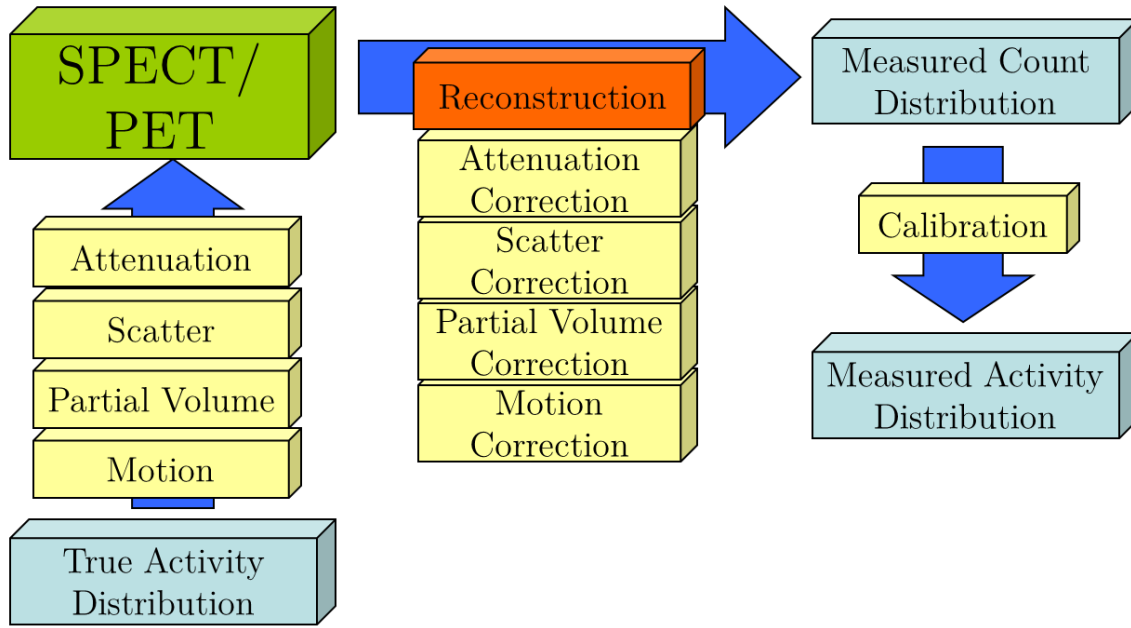 SPECT/
PET
Attenuation
Scatter
Partial Volume
Motion
True Activity
Distribution
Reconstruction
Attenuation
Correction
Scatter
Correction
Partial Volume
Correction
Motion
Correction
Measured Count
Distribution
Calibration
Measured Activity
Distribution